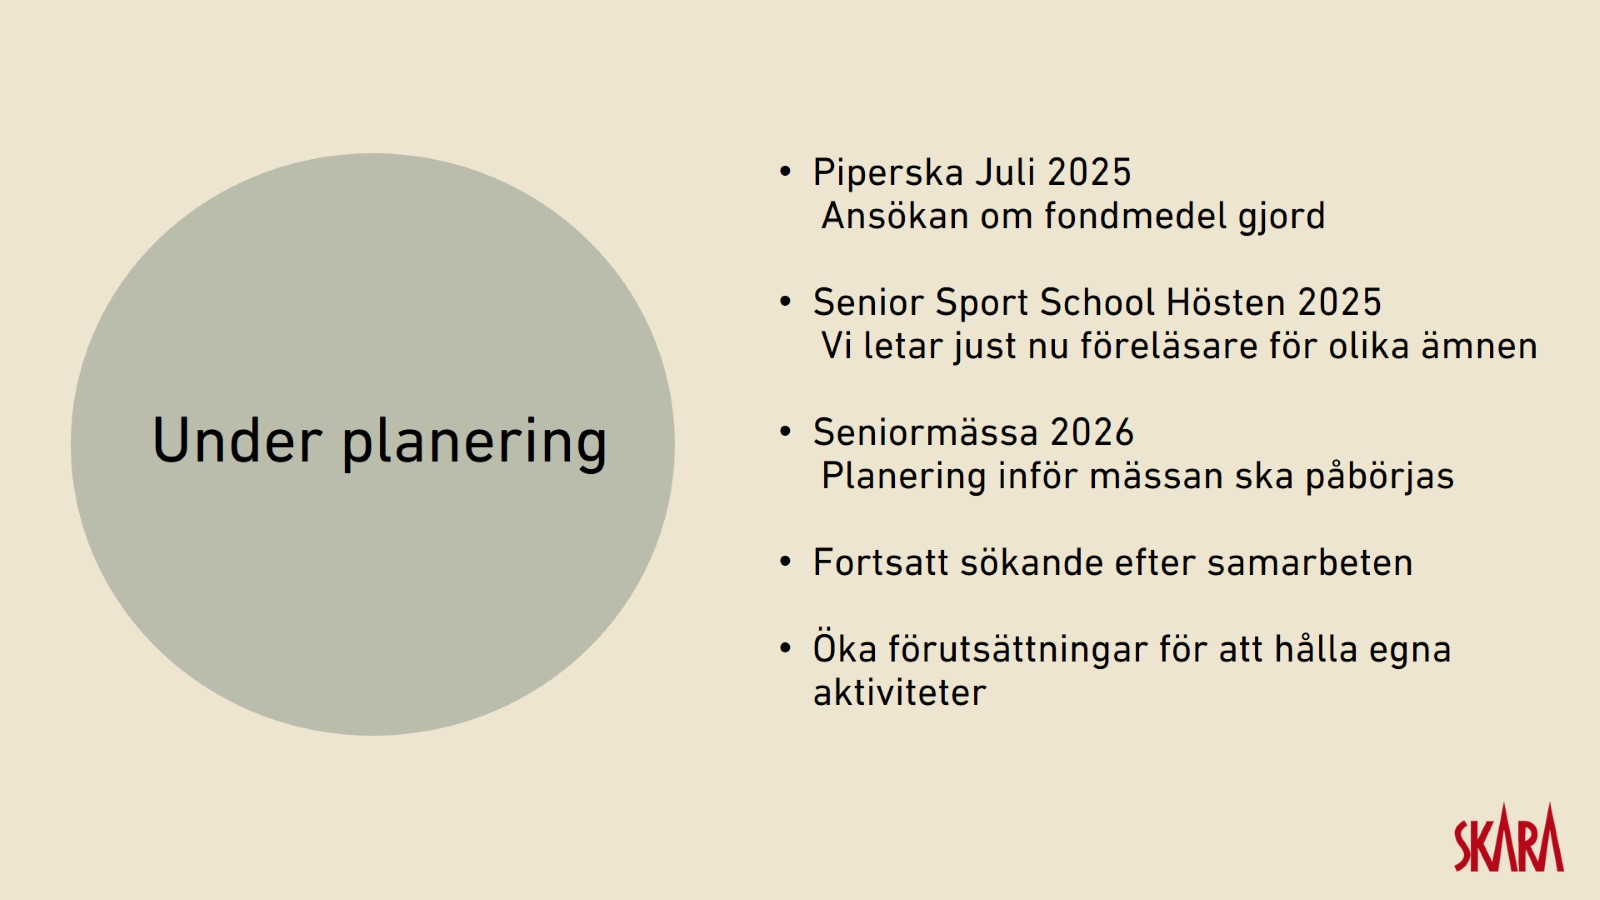 Under planering
• Piperska Juli 2025
Ansökan om fondmedel gjord
• Senior Sport School Hösten 2025
Vi letar just nu föreläsare för olika ämnen
• Seniormässa 2026
Planering inför mässan ska påbörjas
• Fortsatt sökande efter samarbeten
• Öka förutsättningar för att hålla egna
aktiviteter
SKARA